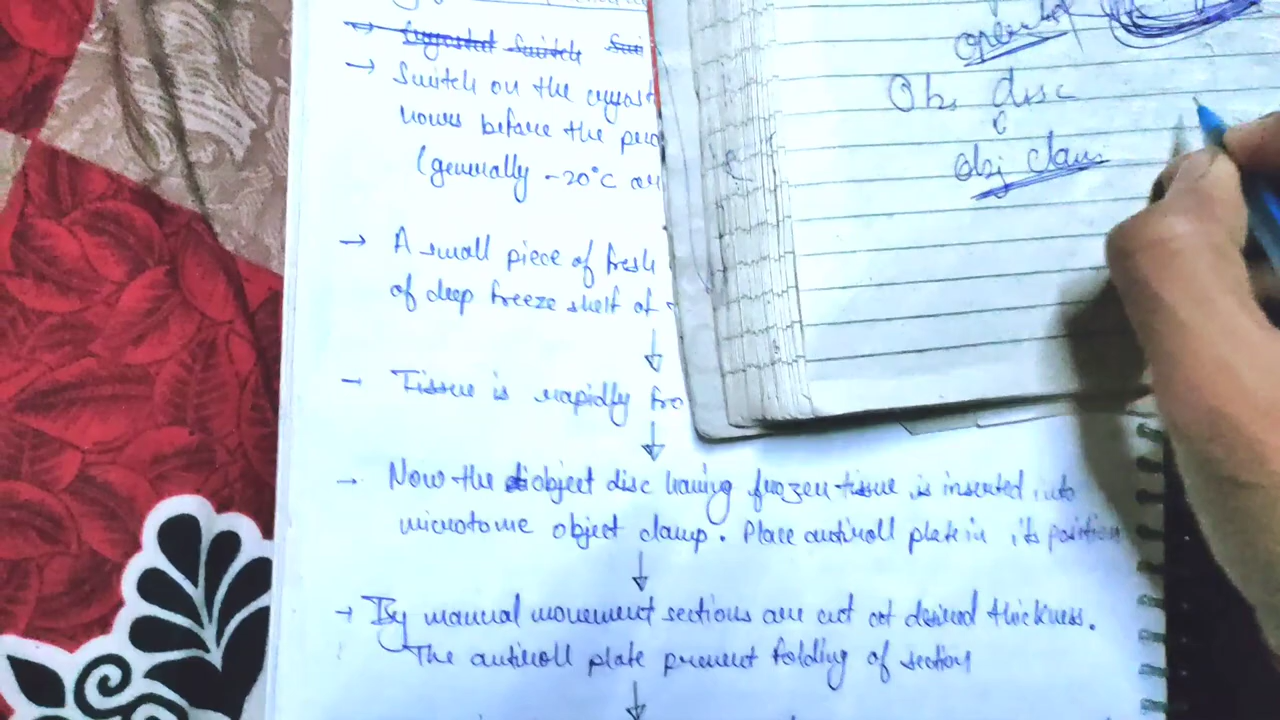 → Switch on the cryost
hours before the proc
(generally -20°C
→ A small piece of fresh
of deep freeze shelf of
→ Tissue is rapidly fro
→ Now the object disc having frozen tissue is inserted into
microtome object clamp. Place antiroll plate in its position
→ By manual movement sections are cut at desired thickness.
The antiroll plate prevent folding of section
Obj disc
Obj clam